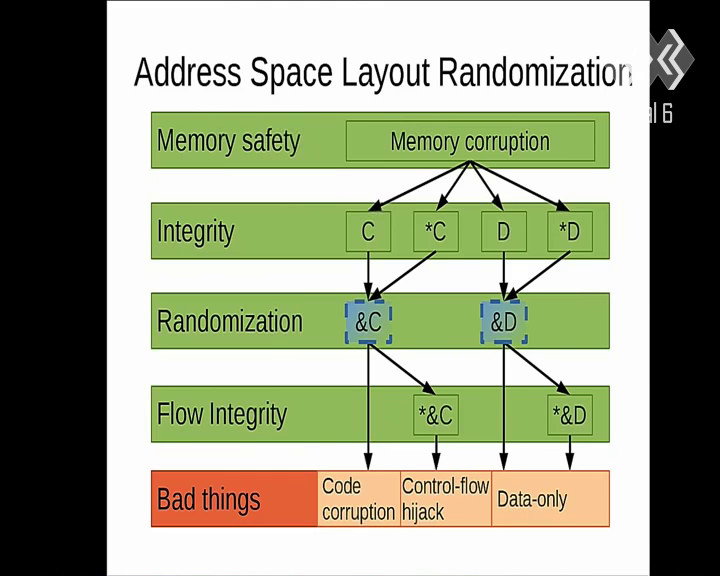 Address Space Layout Randomization
Memory safety
Memory corruption
Integrity
C
*C
D
*D
Randomization
&C
&D
Flow Integrity
*&C
*&D
Bad things
Code
corruption
Control-flow
hijack
Data-only
6